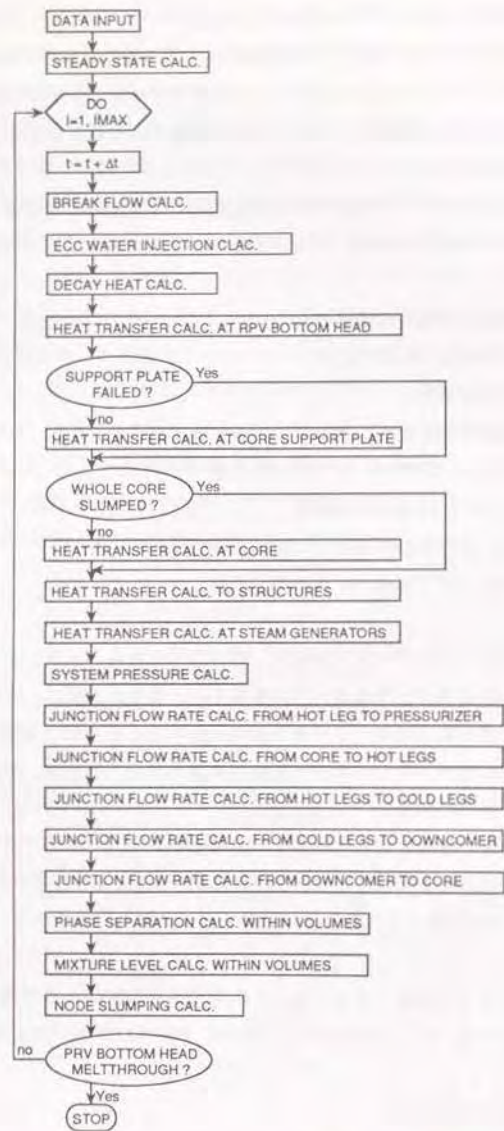 DATA INPUT
STEADY STATE CALC.
DO
I=1, IMAX
t = t + Δt
BREAK FLOW CALC.
ECC WATER INJECTION CLAC.
DECAY HEAT CALC.
HEAT TRANSFER CALC. AT RPV BOTTOM HEAD
SUPPORT PLATE
FAILED ?
Yes
no
HEAT TRANSFER CALC. AT CORE SUPPORT PLATE
WHOLE CORE
SLUMPED ?
Yes
no
HEAT TRANSFER CALC. AT CORE
HEAT TRANSFER CALC. TO STRUCTURES
HEAT TRANSFER CALC. AT STEAM GENERATORS
SYSTEM PRESSURE CALC.
JUNCTION FLOW RATE CALC. FROM HOT LEG TO PRESSURIZER
JUNCTION FLOW RATE CALC. FROM CORE TO HOT LEGS
JUNCTION FLOW RATE CALC. FROM HOT LEGS TO COLD LEGS
JUNCTION FLOW RATE CALC. FROM COLD LEGS TO DOWNCOMER
JUNCTION FLOW RATE CALC. FROM DOWNCOMER TO CORE
PHASE SEPARATION CALC. WITHIN VOLUMES
MIXTURE LEVEL CALC. WITHIN VOLUMES
NODE SLUMPING CALC.
no
PRV BOTTOM HEAD
MELTTHROUGH ?
Yes
STOP